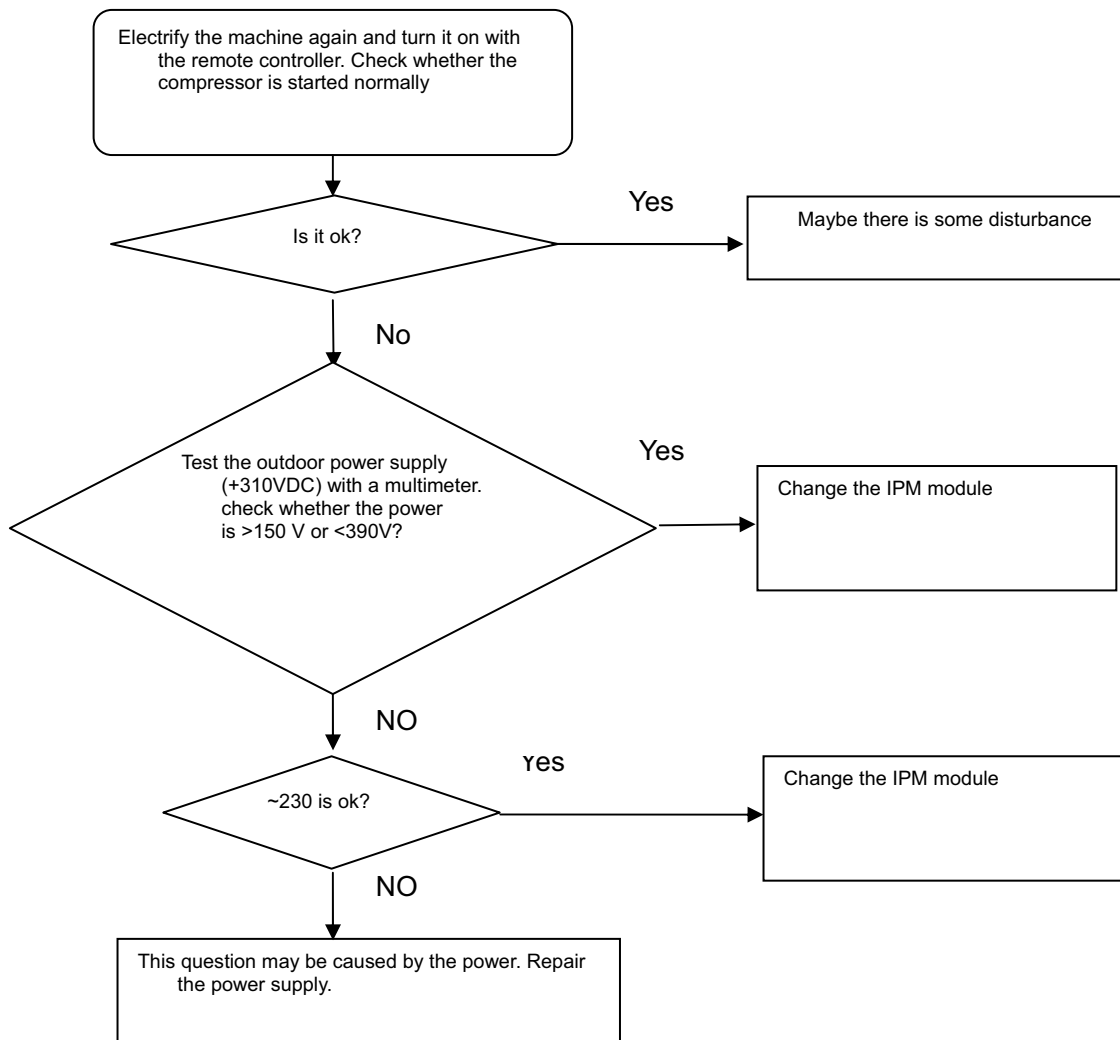 Electrify the machine again and turn it on with
the remote controller. Check whether the
compressor is started normally
Is it ok?
Yes
Maybe there is some disturbance
No
Test the outdoor power supply
(+310VDC) with a multimeter.
check whether the power
is >150 V or <390V?
Yes
Change the IPM module
NO
~230 is ok?
Yes
Change the IPM module
NO
This question may be caused by the power. Repair
the power supply.